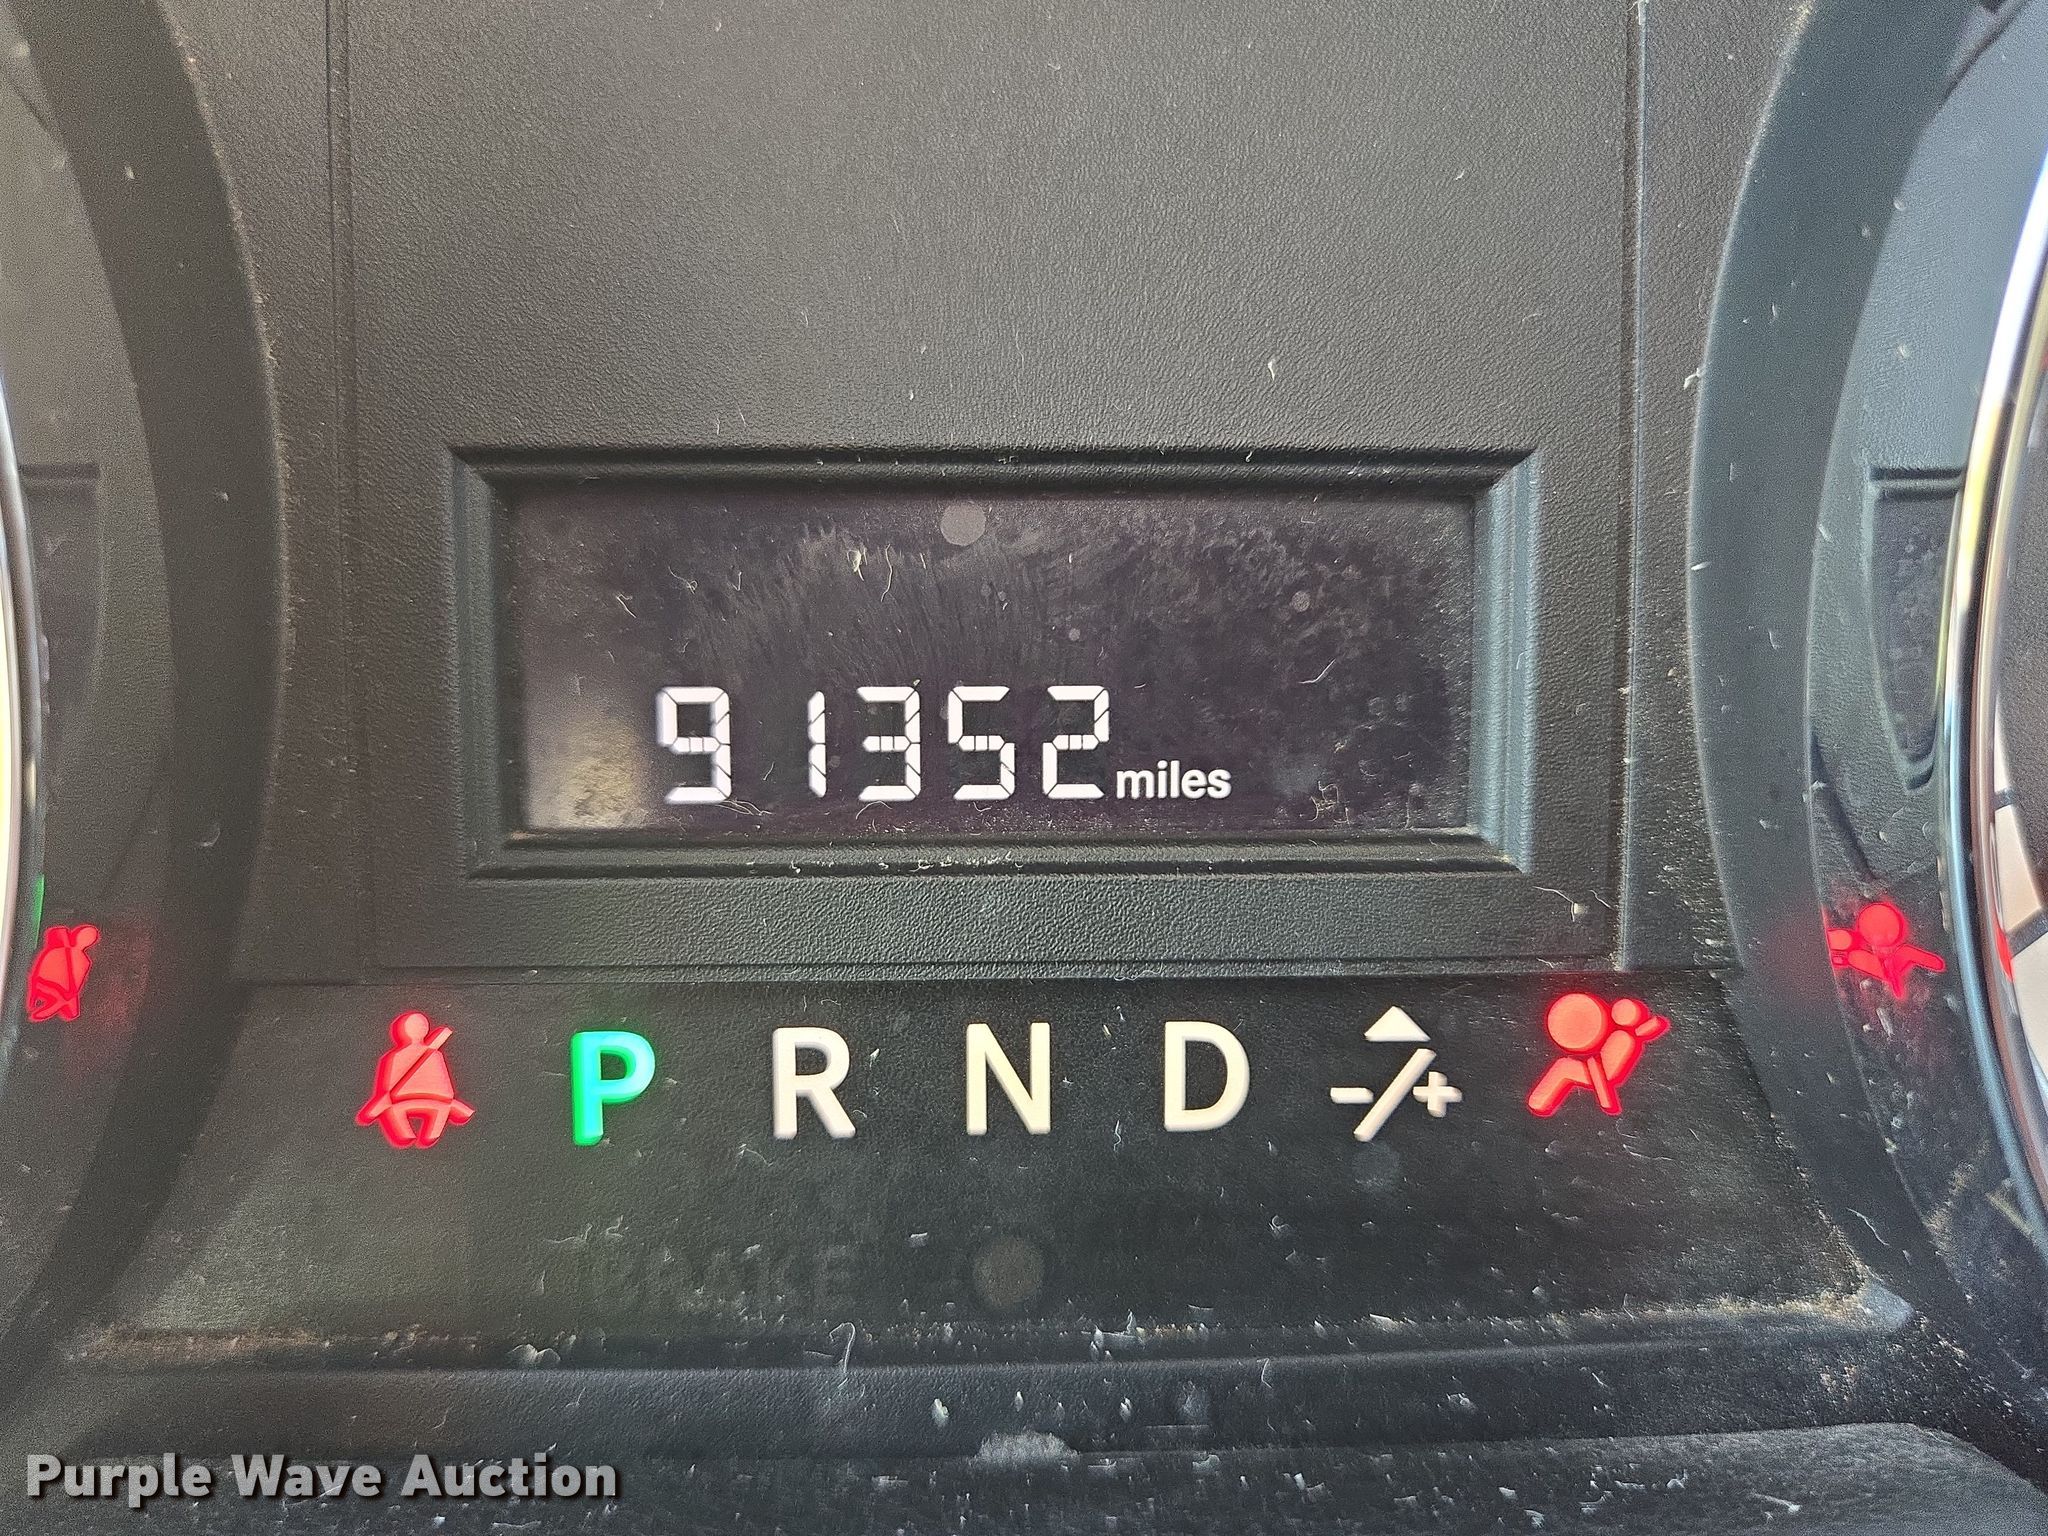 91352 miles
P R N D -/+
Purple Wave Auction